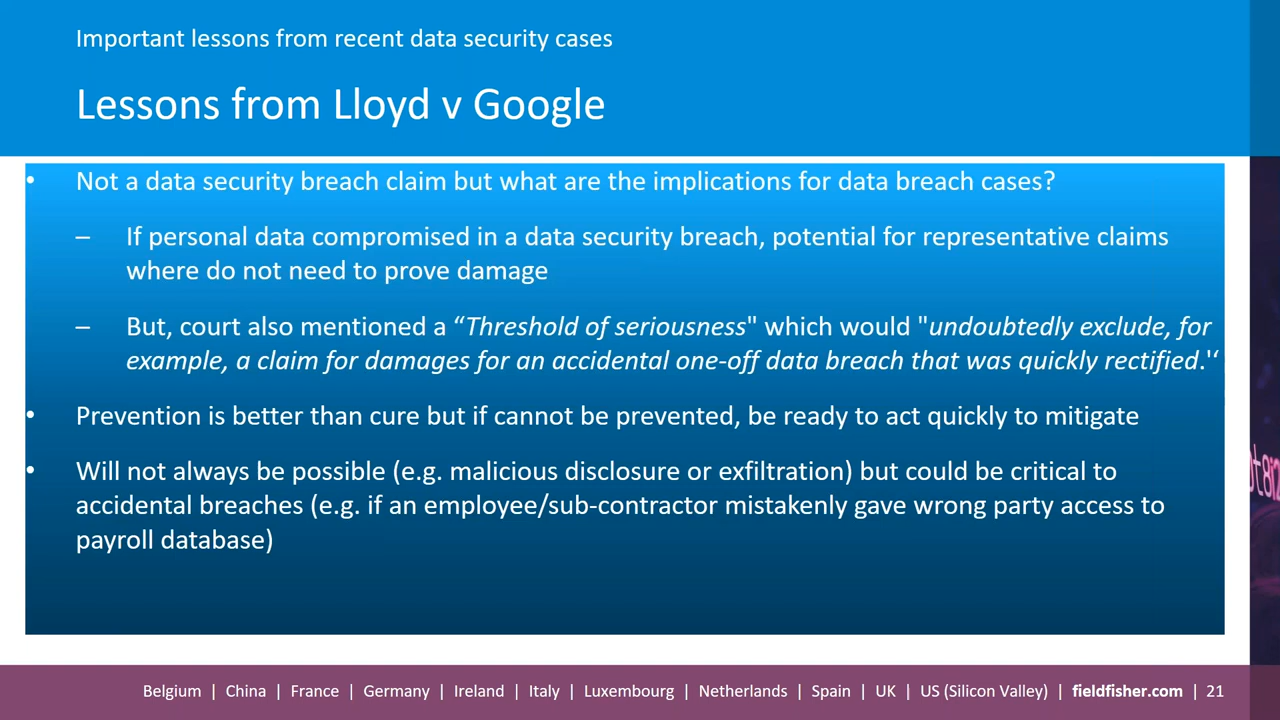 Important lessons from recent data security cases
Lessons from Lloyd v Google
• Not a data security breach claim but what are the implications for data breach cases?
– If personal data compromised in a data security breach, potential for representative claims
where do not need to prove damage
– But, court also mentioned a “Threshold of seriousness" which would "undoubtedly exclude, for
example, a claim for damages for an accidental one-off data breach that was quickly rectified.'‘
• Prevention is better than cure but if cannot be prevented, be ready to act quickly to mitigate
• Will not always be possible (e.g. malicious disclosure or exfiltration) but could be critical to
accidental breaches (e.g. if an employee/sub-contractor mistakenly gave wrong party access to
payroll database)
Belgium | China | France | Germany | Ireland | Italy | Luxembourg | Netherlands | Spain | UK | US (Silicon Valley) | fieldfisher.com | 21